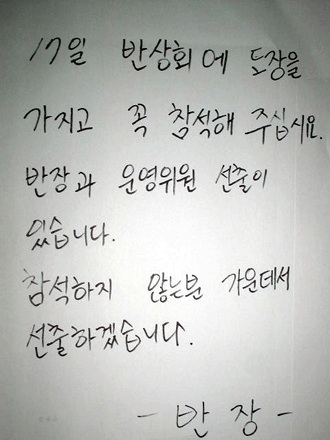 17일 반상회에 도장을
가지고 꼭 참석해 주십시요.
반장과 운영위원 선출이
있습니다.
참석하지 않는분 가운데서
선출하겠습니다.
- 반 장 -